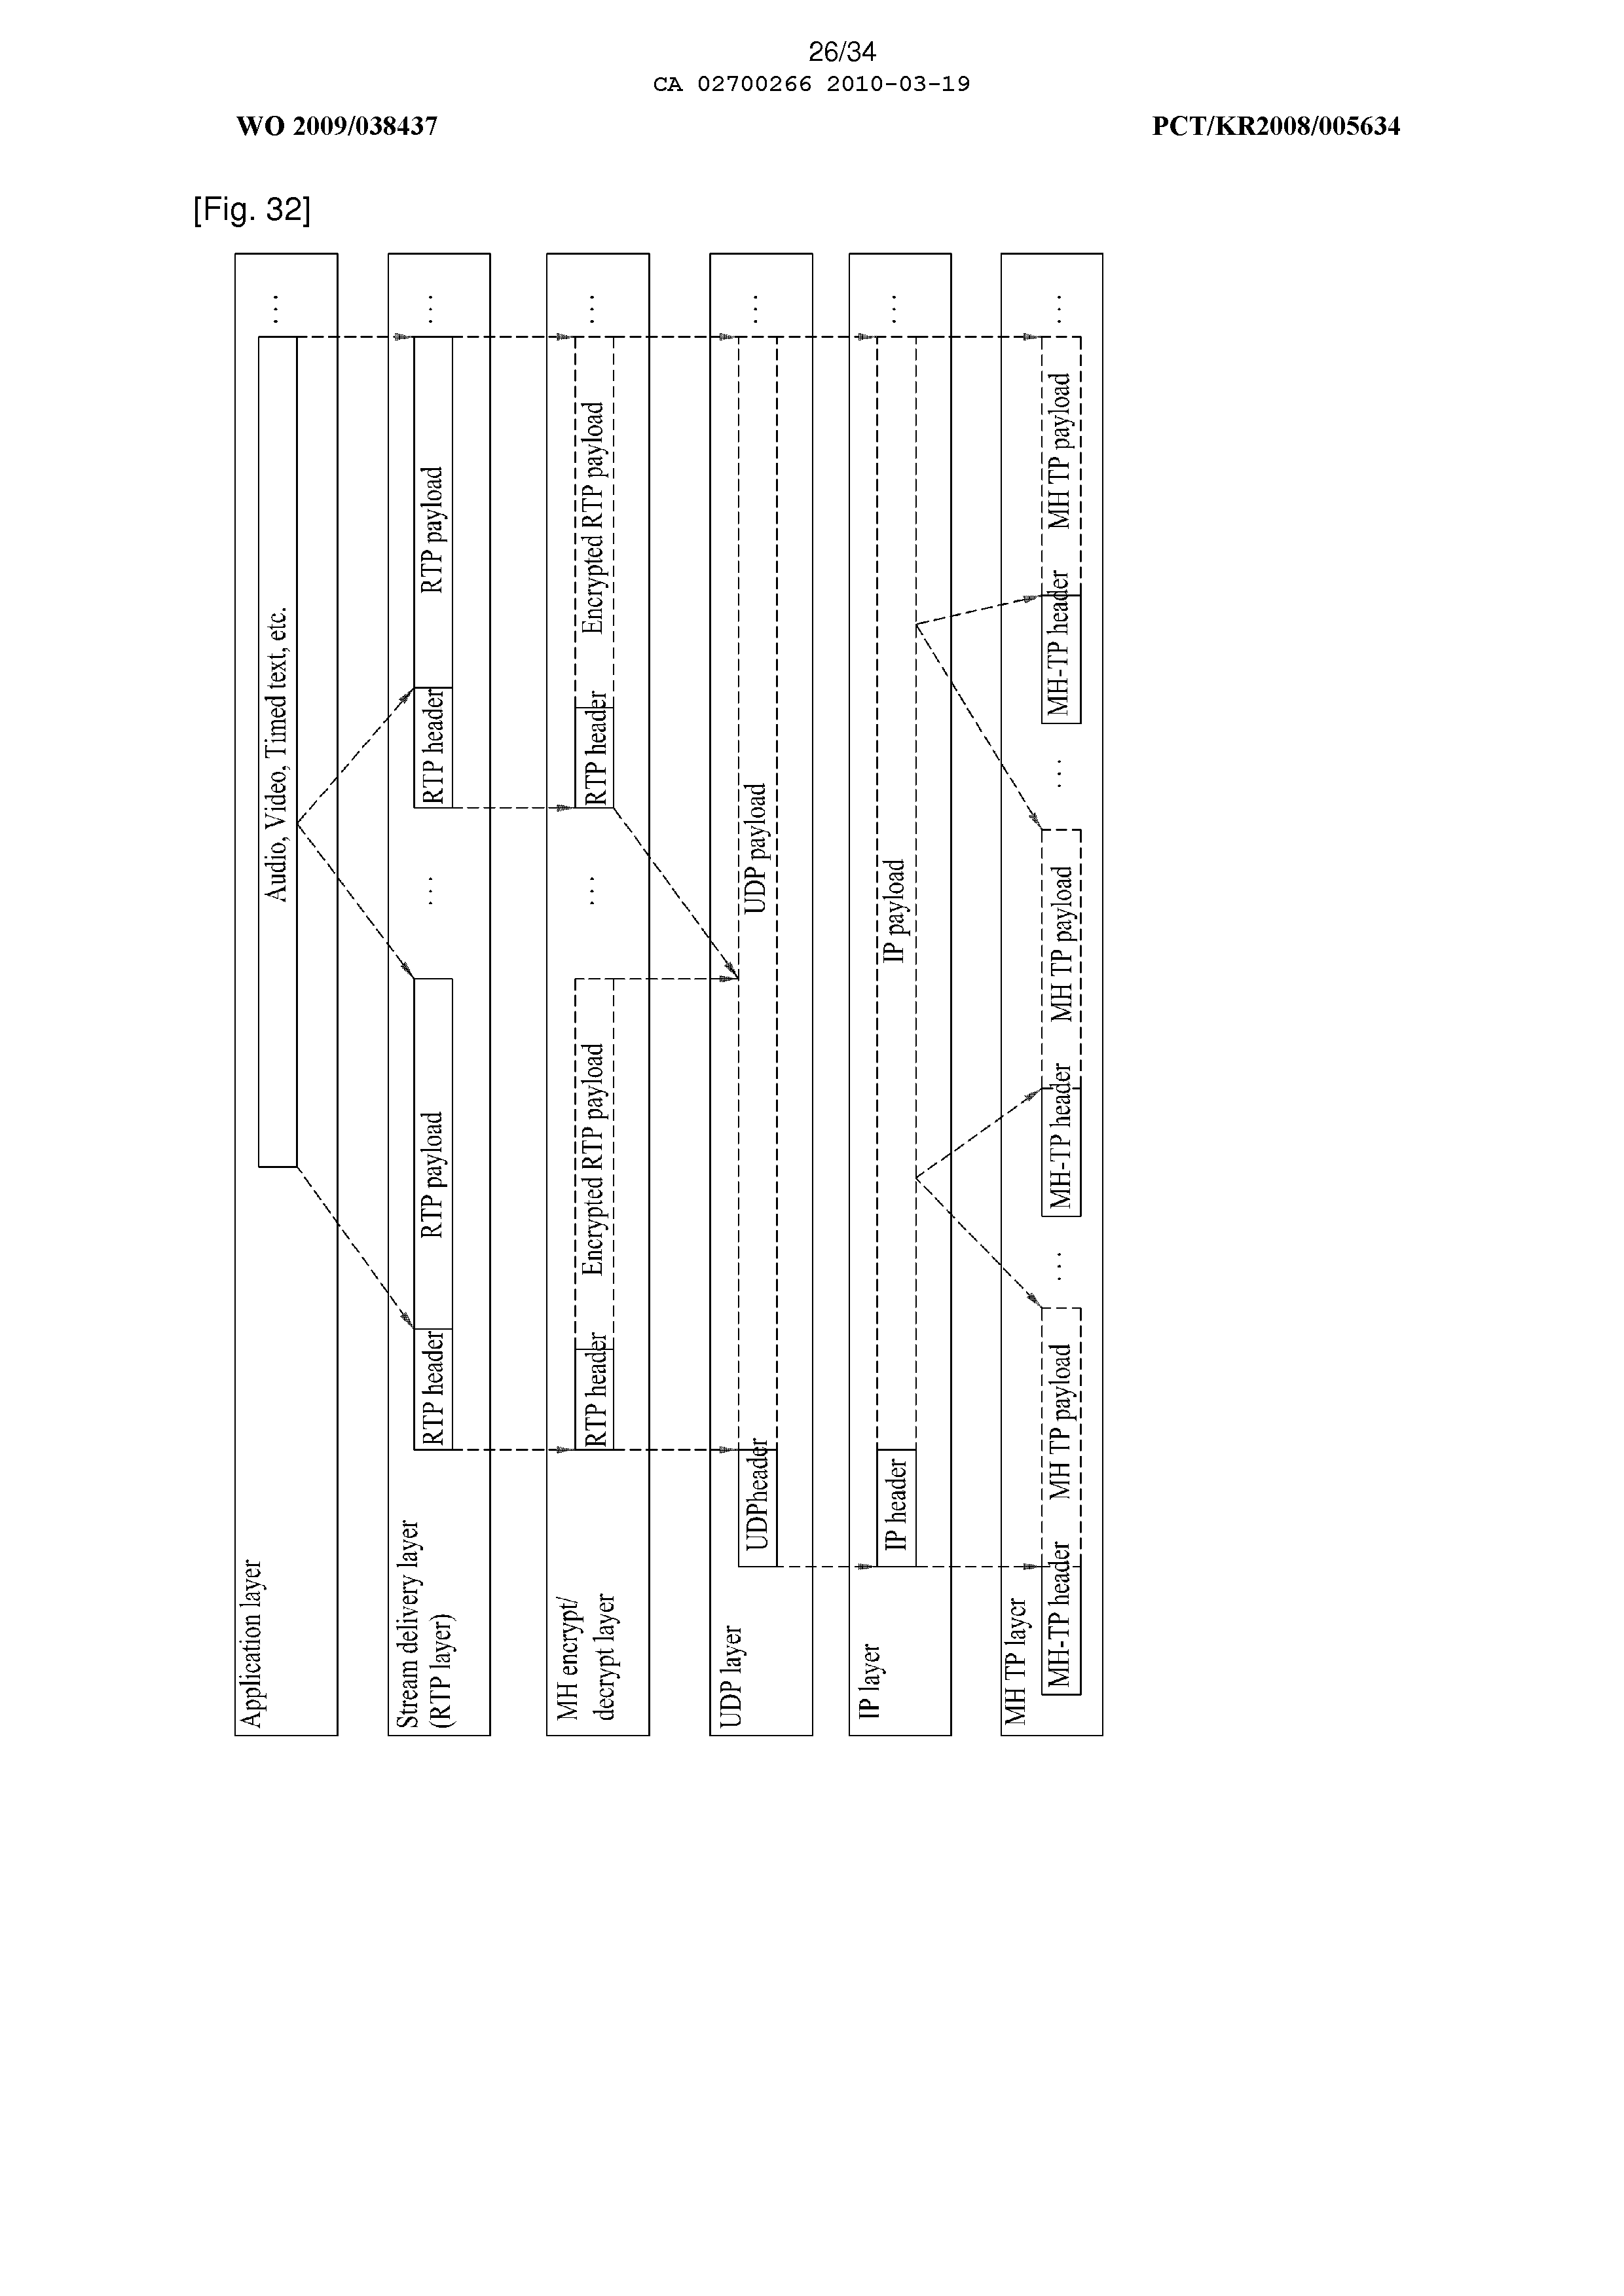 26/34
CA 02700266 2010-03-19
WO 2009/038437
PCT/KR2008/005634
[Fig. 32]
Application layer
Audio, Video, Timed text, etc.
...
Stream delivery layer
(RTP layer)
RTP header
RTP payload
...
RTP header
RTP payload
...
MH encrypt/
decrypt layer
RTP header
Encrypted RTP payload
...
RTP header
Encrypted RTP payload
...
UDP layer
UDPheader
UDP payload
...
IP layer
IP header
IP payload
...
MH TP layer
MH-TP header
MH TP payload
...
MH-TP header
MH TP payload
...
MH-TP header
MH TP payload
...